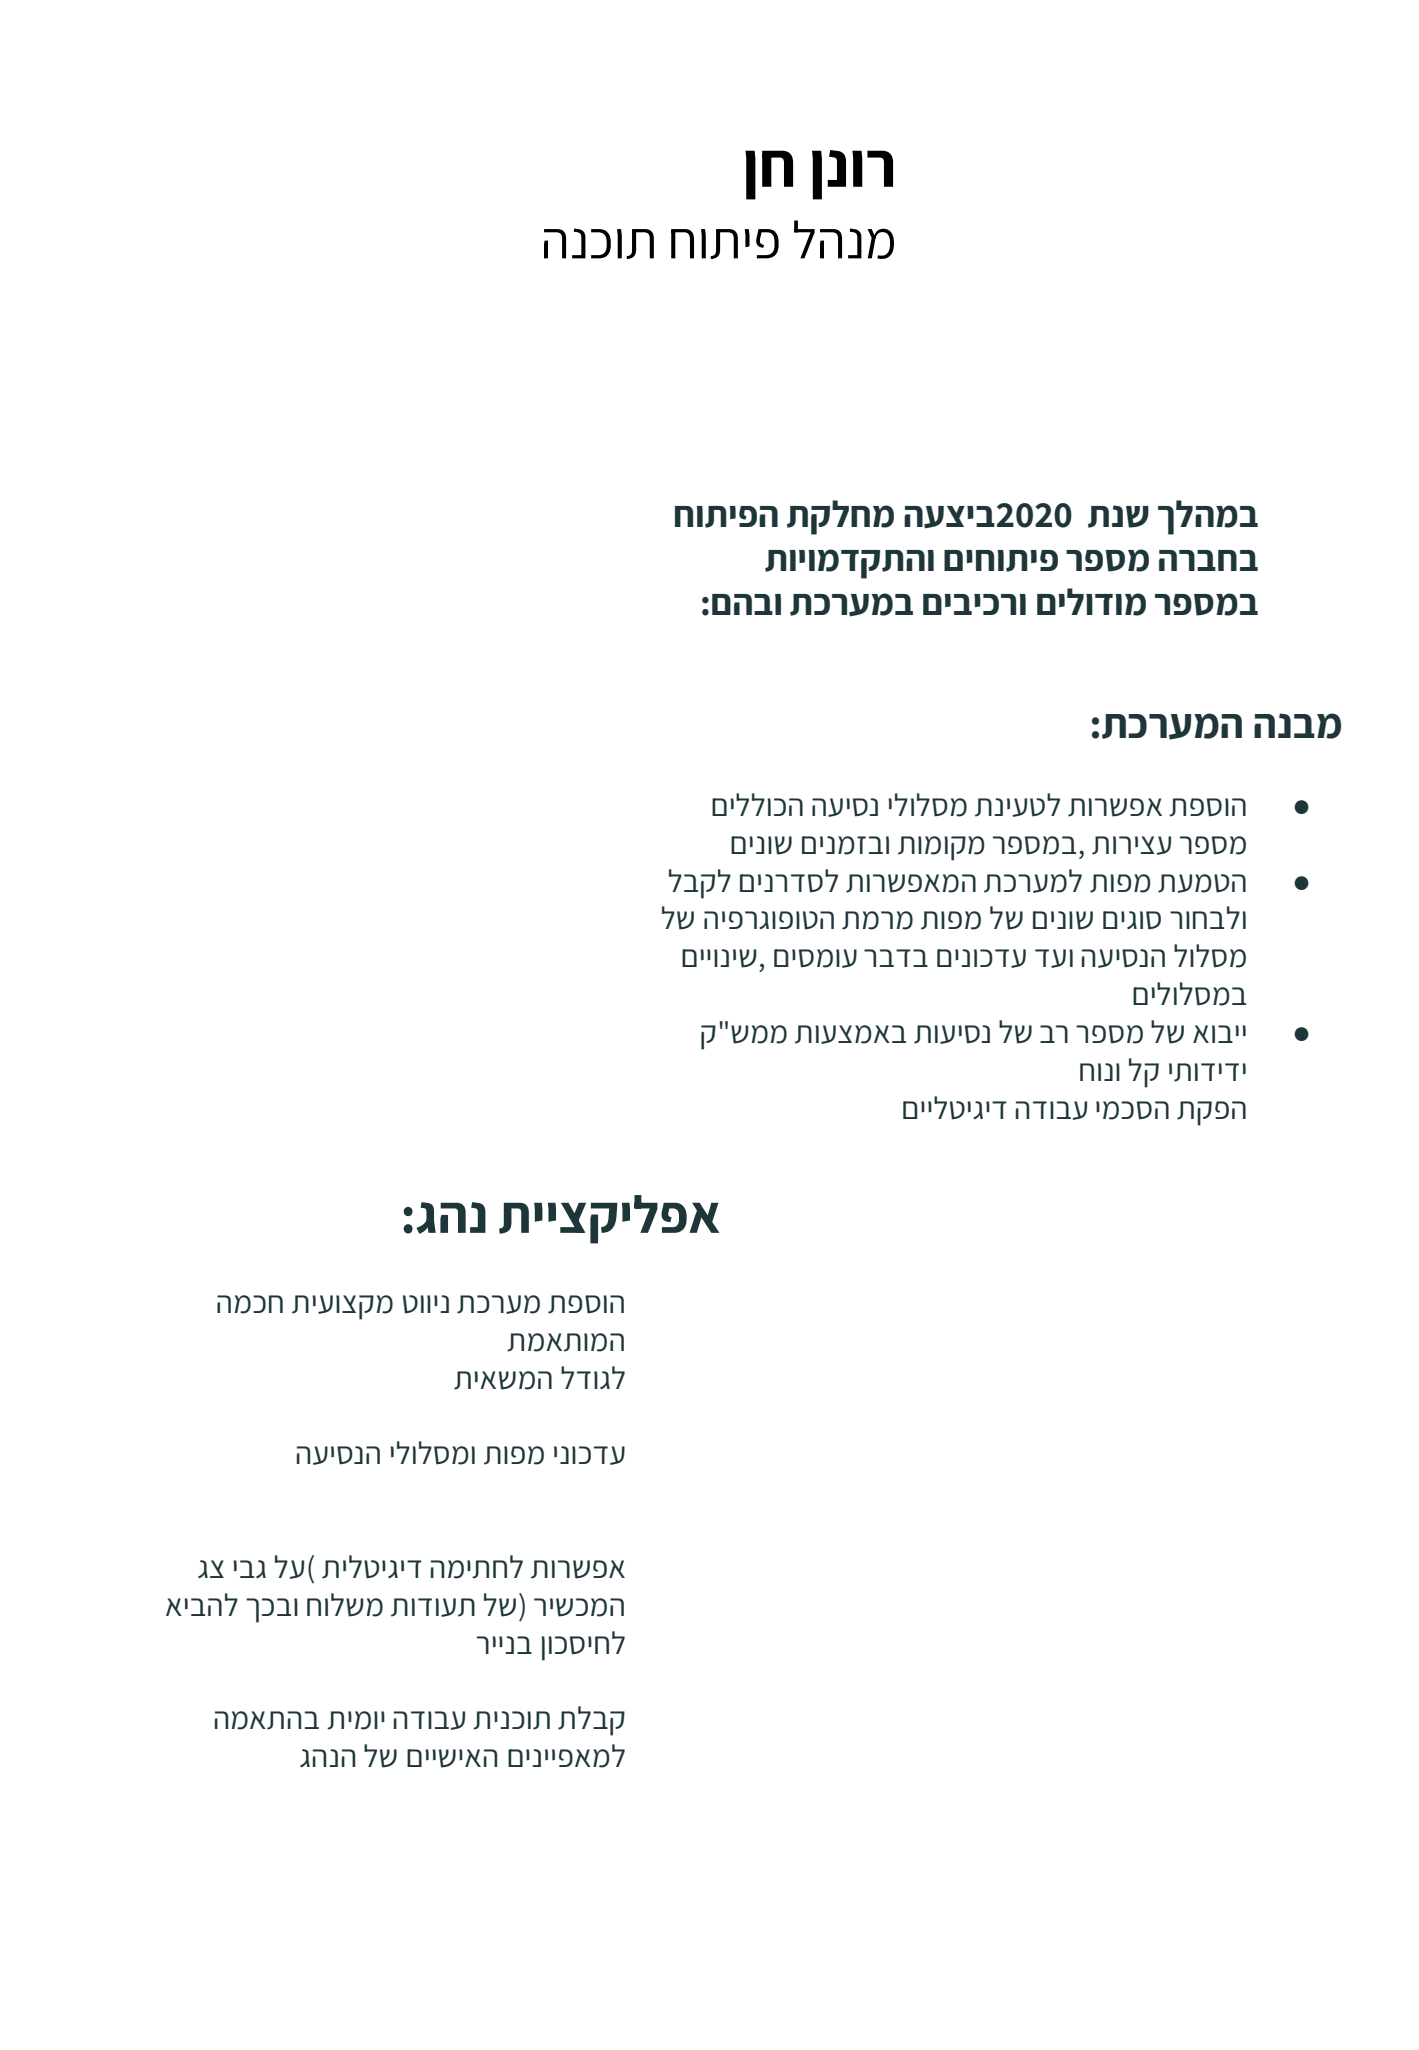 רונן חן
מנהל פיתוח תוכנה
במהלך שנת 2020ביצעה מחלקת הפיתוח
בחברה מספר פיתוחים והתקדמויות
במספר מודולים ורכיבים במערכת ובהם:
מבנה המערכת:
● הוספת אפשרות לטעינת מסלולי נסיעה הכוללים
מספר עצירות ,במספר מקומות ובזמנים שונים
● הטמעת מפות למערכת המאפשרות לסדרנים לקבל
ולבחור סוגים שונים של מפות מרמת הטופוגרפיה של
מסלול הנסיעה ועד עדכונים בדבר עומסים ,שינויים
במסלולים
● ייבוא של מספר רב של נסיעות באמצעות ממש"ק
ידידותי קל ונוח
הפקת הסכמי עבודה דיגיטליים
אפליקציית נהג:
הוספת מערכת ניווט מקצועית חכמה
המותאמת
לגודל המשאית
עדכוני מפות ומסלולי הנסיעה
אפשרות לחתימה דיגיטלית )על גבי צג
המכשיר (של תעודות משלוח ובכך להביא
לחיסכון בנייר
קבלת תוכנית עבודה יומית בהתאמה
למאפיינים האישיים של הנהג